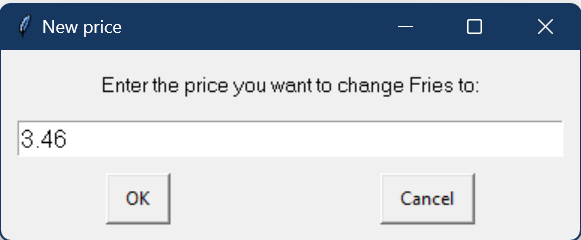 New price
Enter the price you want to change Fries to:
3.46
OK Cancel